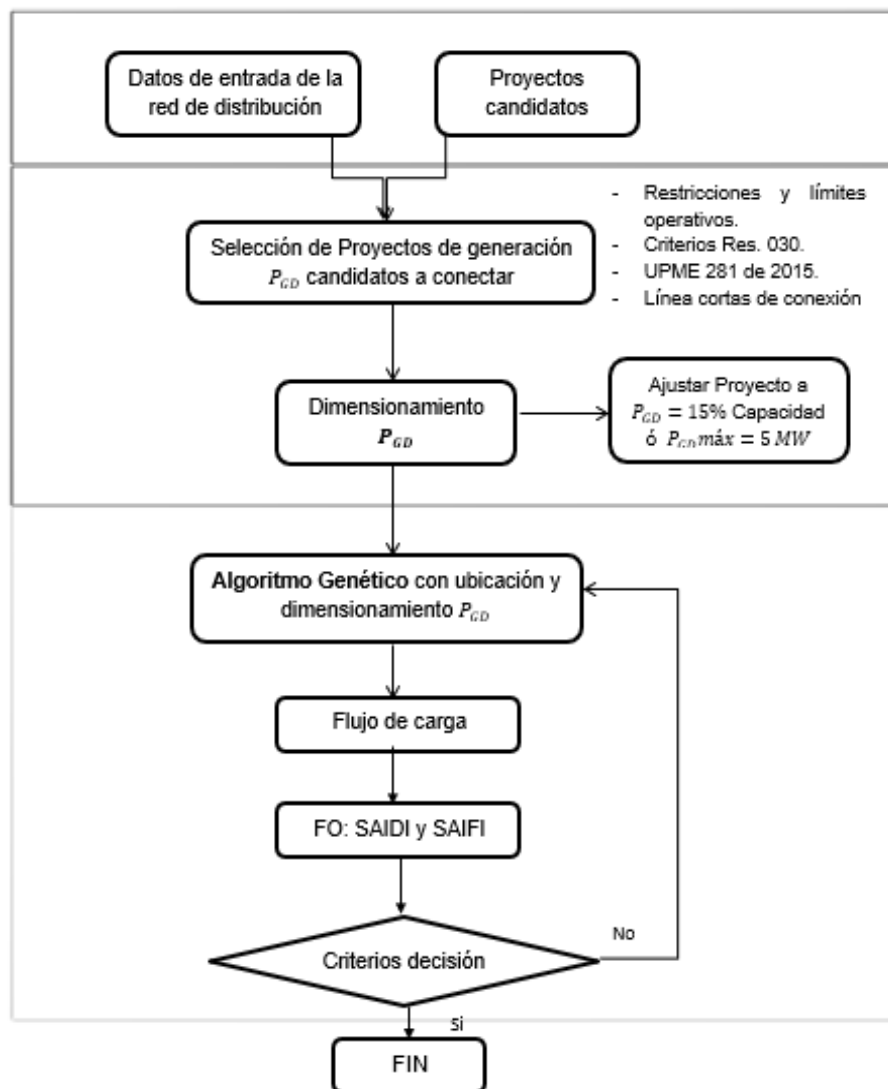 Datos de entrada de la
red de distribución
Proyectos
candidatos
Selección de Proyectos de generación
P_GD candidatos a conectar
- Restricciones y límites
operativos.
- Criterios Res. 030.
- UPME 281 de 2015.
- Línea cortas de conexión
Dimensionamiento
P_GD
Ajustar Proyecto a
P_GD = 15% Capacidad
ó P_GD máx = 5 MW
Algoritmo Genético con ubicación y
dimensionamiento P_GD
Flujo de carga
FO: SAIDI y SAIFI
Criterios decisión
No
si
FIN